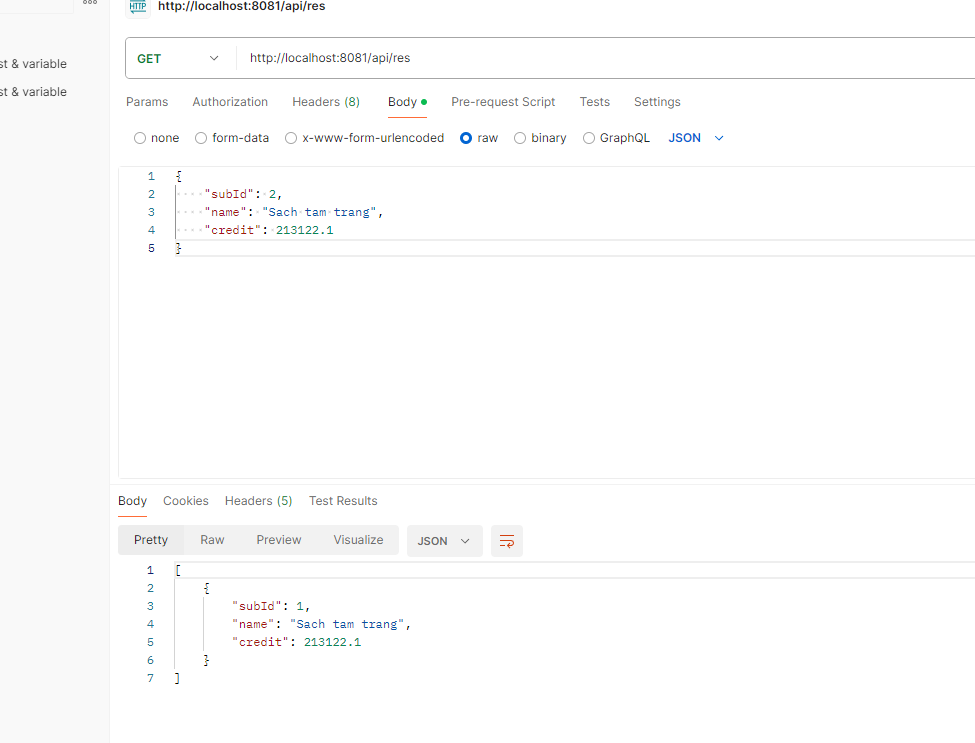 HTTP http://localhost:8081/api/res
GET http://localhost:8081/api/res
st & variable
st & variable
Params Authorization Headers (8) Body Pre-request Script Tests Settings
none form-data x-www-form-urlencoded raw binary GraphQL JSON
1 {
2 "subId": 2,
3 "name": "Sach tam trang",
4 "credit": 213122.1
5 }
Body Cookies Headers (5) Test Results
Pretty Raw Preview Visualize JSON
1 [
2 {
3 "subId": 1,
4 "name": "Sach tam trang",
5 "credit": 213122.1
6 }
7 ]